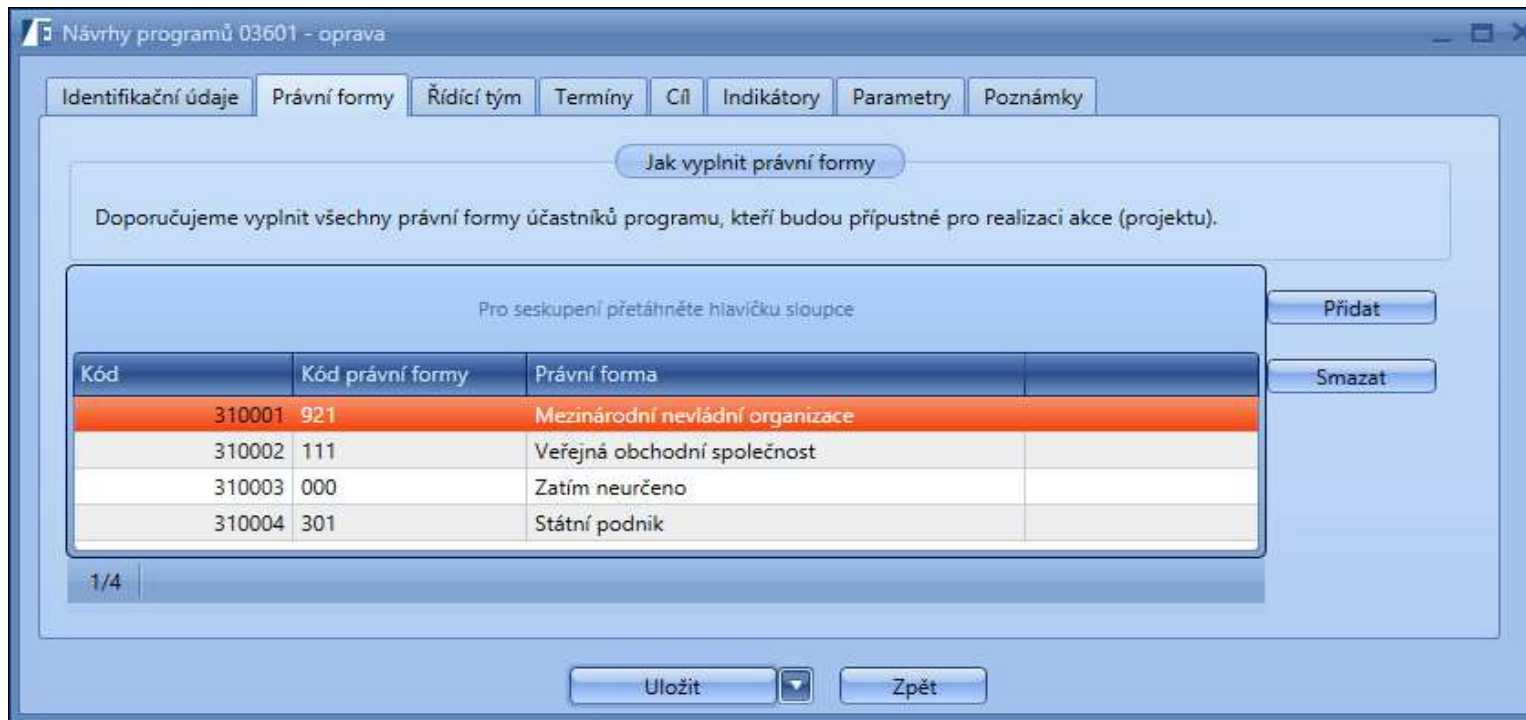 Návrhy programů 03601 - oprava
Identifikační údaje Právní formy Řídící tým Termíny Cíl Indikátory Parametry Poznámky
Jak vyplnit právní formy
Doporučujeme vyplnit všechny právní formy účastníků programu, kteří budou přípustné pro realizaci akce (projektu).
Pro seskupení přetáhněte hlavičku sloupce
Přidat
Kód Kód právní formy Právní forma
Smazat
310001 921 Mezinárodní nevládní organizace
310002 111 Veřejná obchodní společnost
310003 000 Zatím neurčeno
310004 301 Státní podnik
1/4
Uložit Zpět